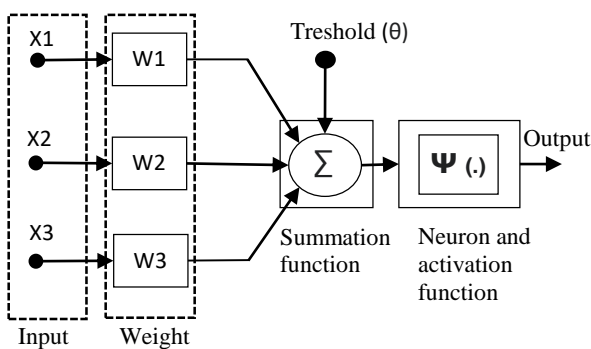 X1
W1
Treshold (θ)
X2
W2
∑
Ψ (.)
Output
X3
W3
Summation
function
Neuron and
activation
function
Input
Weight